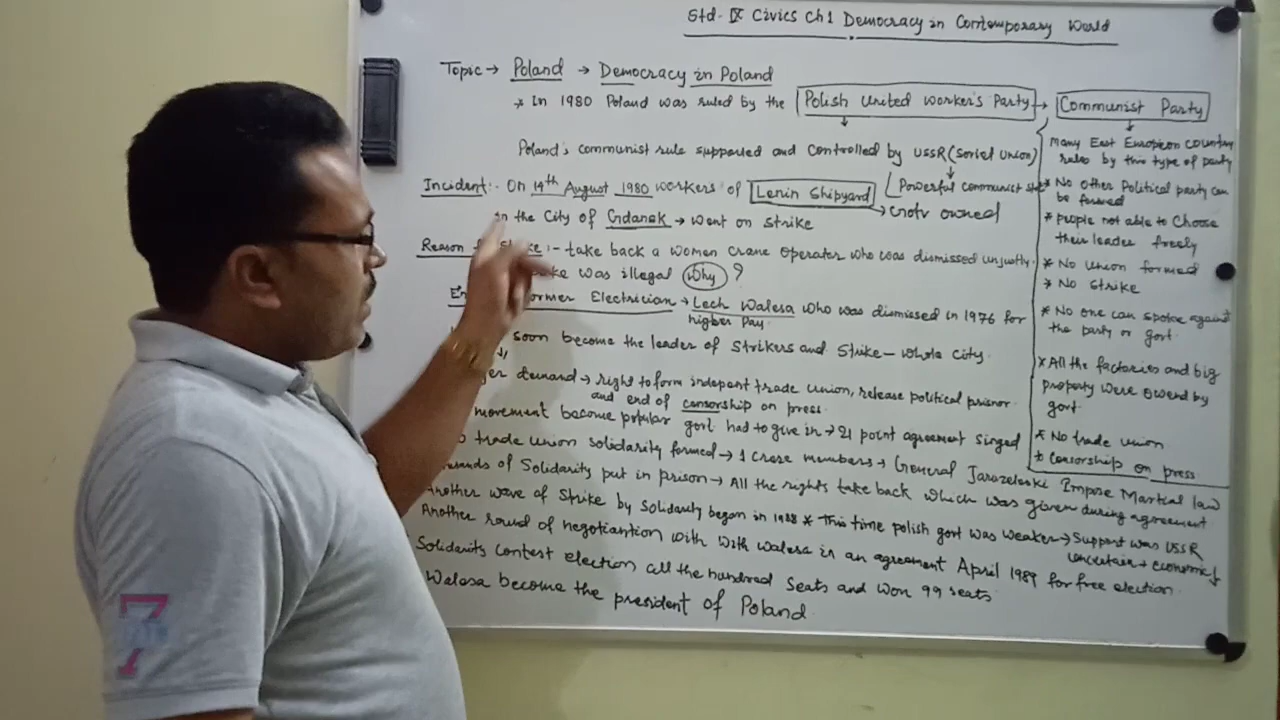 Std- IX Civics Ch1 Democracy in Contemporary World
Topic → Poland → Democracy in Poland
* In 1980 Poland was ruled by the Polish United Worker's Party → Communist Party
Poland's communist rule supported and controlled by USSR (Soviet Union)
Powerful communist state
Incident:- On 14th August 1980 workers of Lenin Shipyard
→ Gotv owned
in the City of Gdansk → went on strike
Reason :- take back a women crane operator who was dismissed unjustly.
was illegal Why ?
Former Electrician → Lech Walesa who was dismissed in 1976 for
higher Pay
soon become the leader of strikers and strike – whole city.
demand → right to form indepent trade union, release political prisnor
and end of censorship on press.
movement become popular govt had to give in → 21 point agreement singed
trade union solidarity formed → 1 crore members → General Jaruzelski Impose Martial law
of Solidarity put in prison → All the rights take back which was given during agreement
Another wave of Strike by Solidarity began in 1988 * This time polish govt was weaker → Support was USSR
uncertain + economic
Another round of negotiantion with with Walesa in an agreement April 1989 for free election
Solidarity contest election all the hundred Seats and won 99 seats
Walesa become the president of Poland.
Many East European country
rules by this type of party
* No other Political party can
be formed
* people not able to choose
their leader freely
* No union formed
* No strike
* No one can spoke against
the party or govt.
* All the factories and big
property were owend by
govt
* No trade union
* Censorship on press